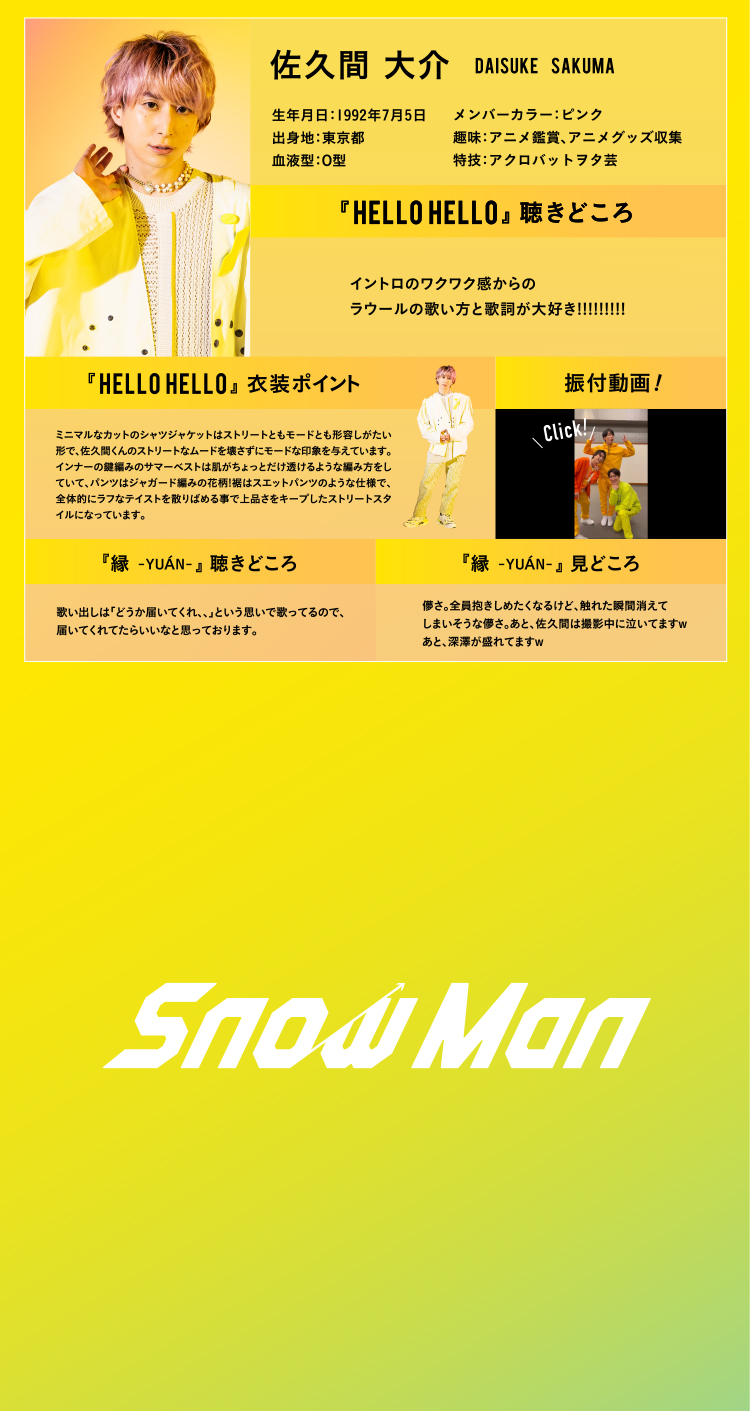 佐久間 大介 DAISUKE SAKUMA
生年月日：1992年7月5日 メンバーカラー：ピンク
出身地：東京都 趣味：アニメ鑑賞、アニメグッズ収集
血液型：O型 特技：アクロバットヲタ芸
『HELLO HELLO』聴きどころ
イントロのワクワク感からの
ラウールの歌い方と歌詞が大好き!!!!!!!!!
『HELLO HELLO』衣装ポイント
ミニマルなカットのシャツジャケットはストリートともモードとも形容しがたい
形で、佐久間くんのストリートなムードを壊さずにモードな印象を与えています。
インナーの鍵編みのサマーベストは肌がちょっとだけ透けるような編み方をし
ていて、パンツはジャガード編みの花柄!裾はスエットパンツのような仕様で、
全体的にラフなテイストを散りばめる事で上品さをキープしたストリートスタ
イルになっています。
振付動画！
\ Click! /
『縁 -YUÁN-』聴きどころ
歌い出しは「どうか届いてくれ、、」という思いで歌ってるので、
届いてくれてたらいいなと思っております。
『縁 -YUÁN-』見どころ
儚さ。全員抱きしめたくなるけど、触れた瞬間消えて
しまいそうな儚さ。あと、佐久間は撮影中に泣いてますw
あと、深澤が盛れてますw
Snow Man